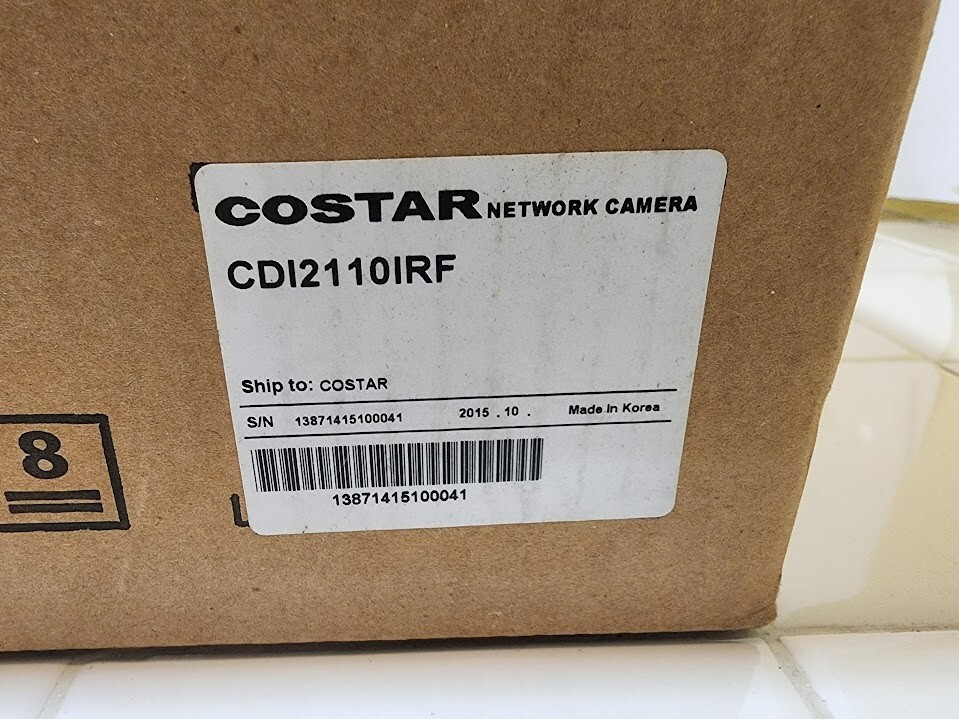 COSTAR NETWORK CAMERA
CDI2110IRF
Ship to: COSTAR
S/N 13871415100041 2015 . 10 . Made in Korea
13871415100041
8